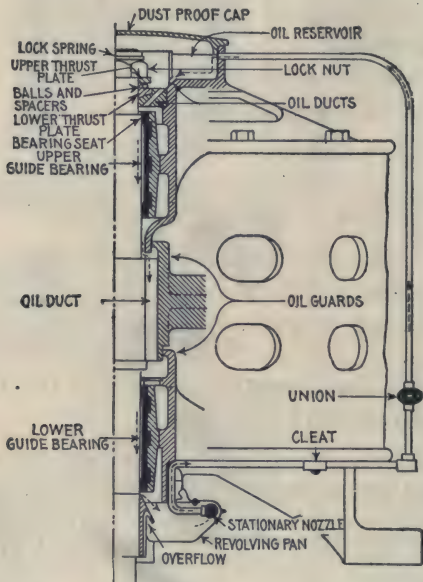 DUST PROOF CAP
OIL RESERVOIR
LOCK SPRING
UPPER THRUST
PLATE
LOCK NUT
BALLS AND
SPACERS
OIL DUCTS
LOWER THRUST
PLATE
BEARING SEAT
UPPER
GUIDE BEARING
OIL DUCT
OIL GUARDS
UNION
LOWER
GUIDE BEARING
CLEAT
STATIONARY NOZZLE
REVOLVING PAN
OVERFLOW